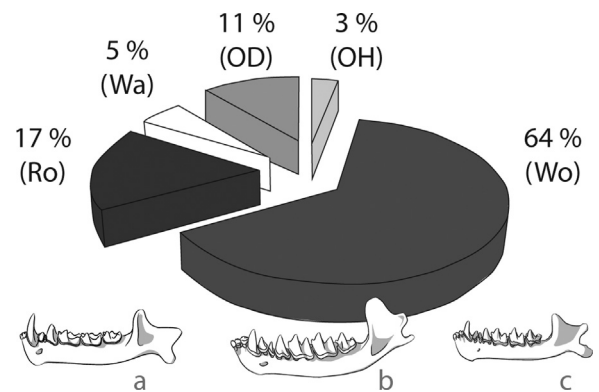 11 %
(OD)
3 %
(OH)
5 %
(Wa)
17 %
(Ro)
64 %
(Wo)
a
b
c